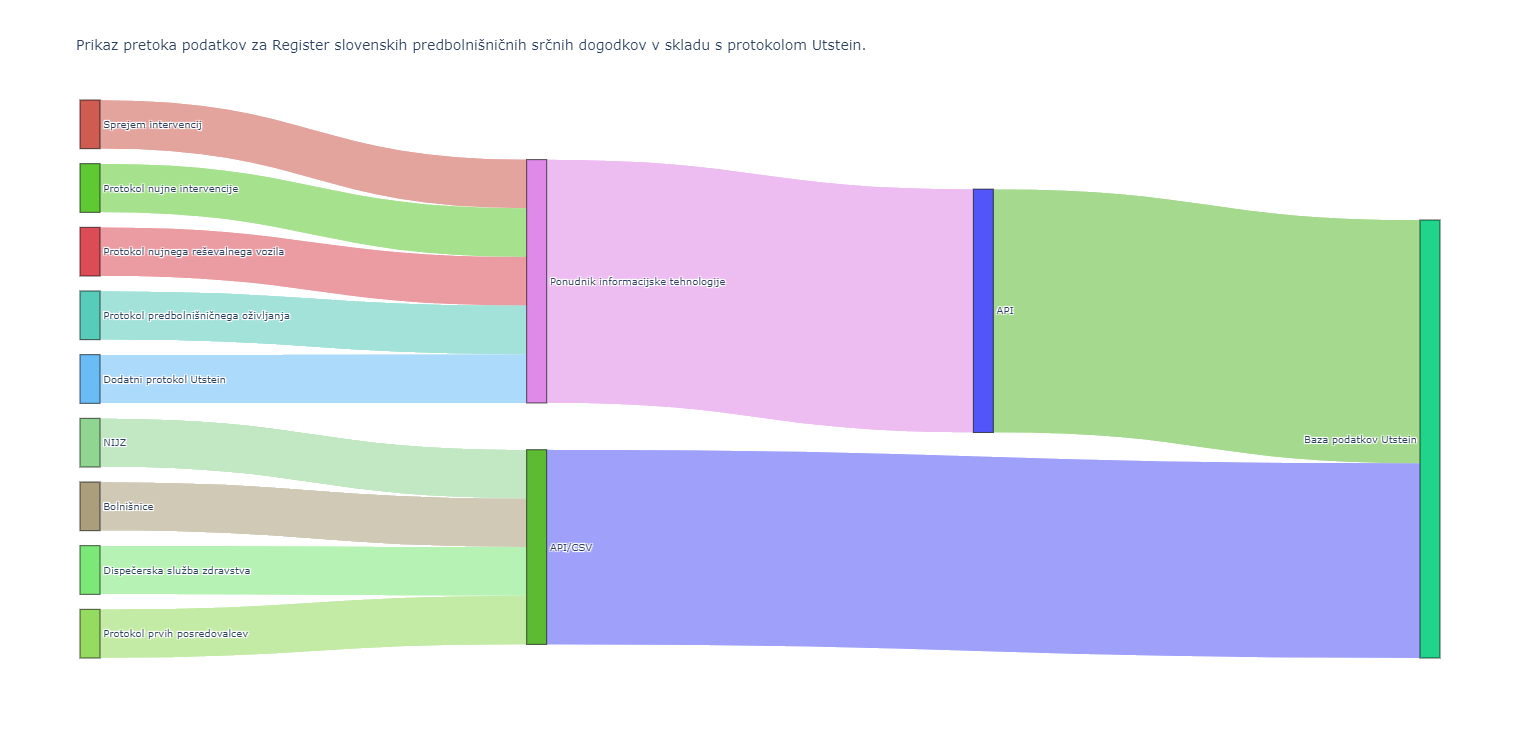 Prikaz pretoka podatkov za Register slovenskih predbolnišničnih srčnih dogodkov v skladu s protokolom Utstein.
Sprejem intervencij
Protokol nujne intervencije
Protokol nujnega reševalnega vozila
Protokol predbolnišničnega oživljanja
Dodatni protokol Utstein
NIJZ
Bolnišnice
Dispečerska služba zdravstva
Protokol prvih posredovalcev
Ponudnik informacijske tehnologije
API/CSV
API
Baza podatkov Utstein